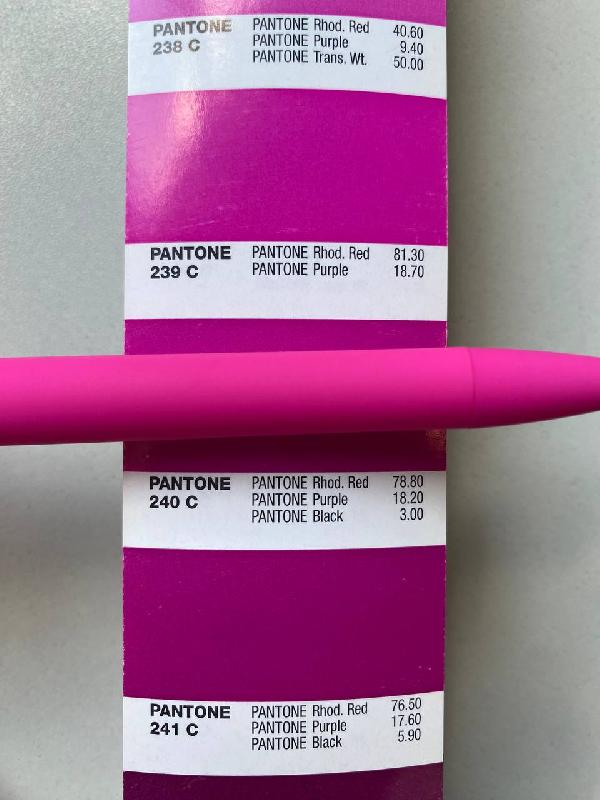 PANTONE PANTONE Rhod. Red 40.60
238 C PANTONE Purple 9.40
PANTONE Trans. Wt. 50.00
PANTONE PANTONE Rhod. Red 81.30
239 C PANTONE Purple 18.70
PANTONE PANTONE Rhod. Red 78.80
240 C PANTONE Purple 18.20
PANTONE Black 3.00
PANTONE PANTONE Rhod. Red 76.50
241 C PANTONE Purple 17.60
PANTONE Black 5.90